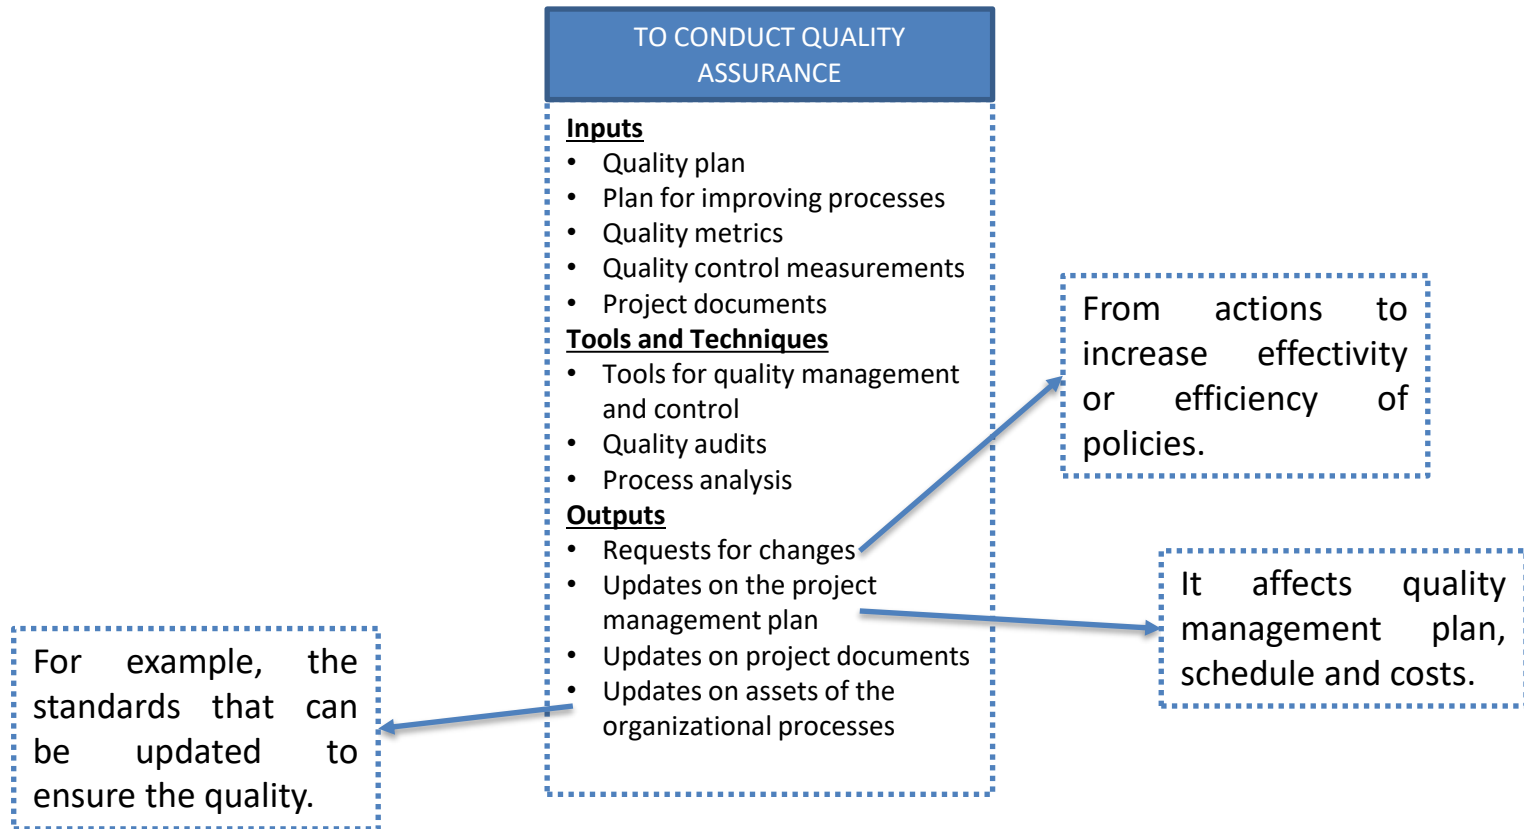 TO CONDUCT QUALITY
ASSURANCE
Inputs
• Quality plan
• Plan for improving processes
• Quality metrics
• Quality control measurements
• Project documents
Tools and Techniques
• Tools for quality management
and control
• Quality audits
• Process analysis
Outputs
• Requests for changes
• Updates on the project
management plan
• Updates on project documents
• Updates on assets of the
organizational processes
From actions to
increase effectivity
or efficiency of
policies.
It affects quality
management plan,
schedule and costs.
For example, the
standards that can
be updated to
ensure the quality.